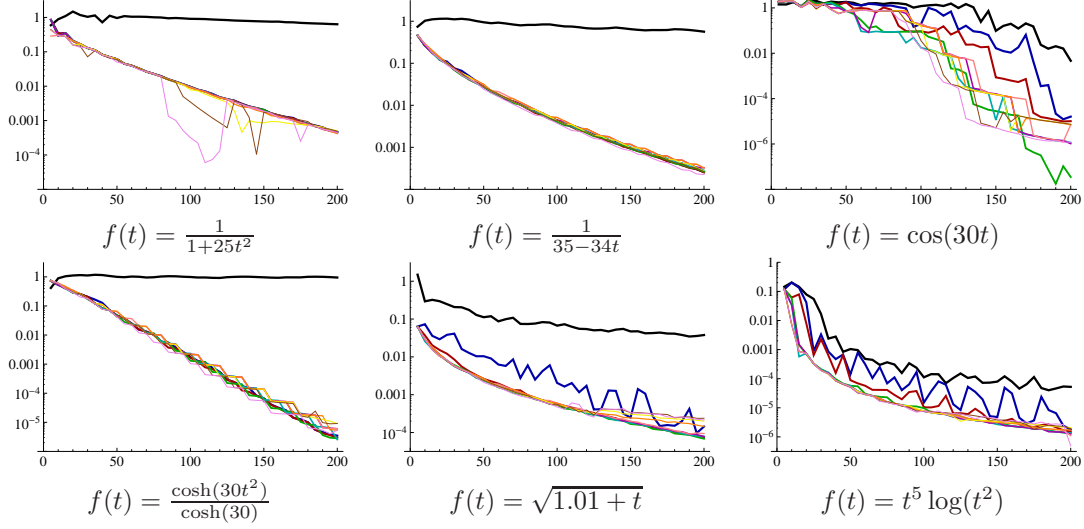 1
0.1
0.01
0.001
10^{-4}
0 50 100 150 200
f(t) = \frac{1}{1+25t^2}
1
0.1
0.001
0 50 100 150 200
f(t) = \frac{1}{35-34t}
1
0.01
10^{-4}
10^{-6}
0 50 100 150 200
f(t) = cos(30t)
1
0.1
0.01
0.001
10^{-4}
10^{-5}
0 50 100 150 200
f(t) = \frac{cosh(30t^2)}{cosh(30)}
1
0.1
0.01
0.001
10^{-4}
0 50 100 150 200
f(t) = \sqrt{1.01 + t}
0.1
0.1
0.001
10^{-4}
10^{-5}
10^{-6}
0 50 100 150 200
f(t) = t^5 log(t^2)